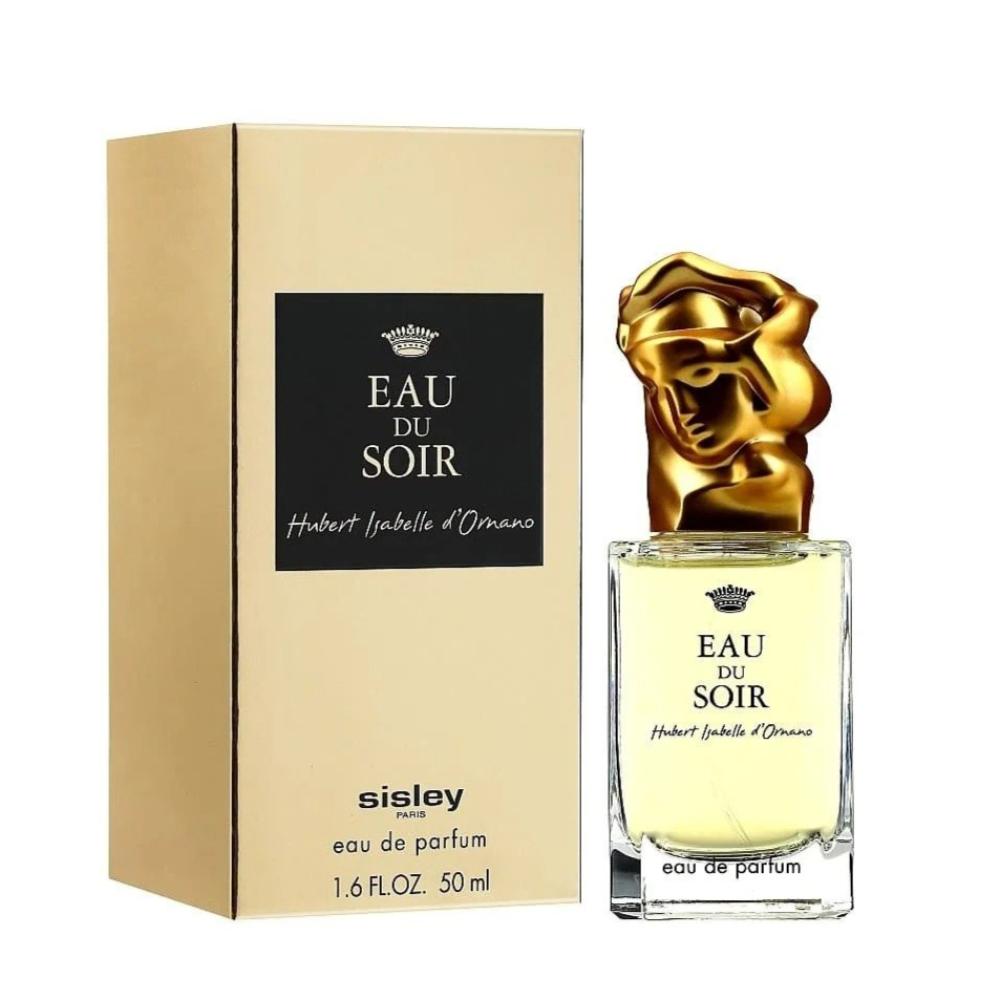 EAU
DU
SOIR
Hubert Isabelle d'Ornano
sisley
PARIS
eau de parfum
1.6 FL.OZ. 50 ml
EAU
DU
SOIR
Hubert Isabelle d'Ornano
eau de parfum